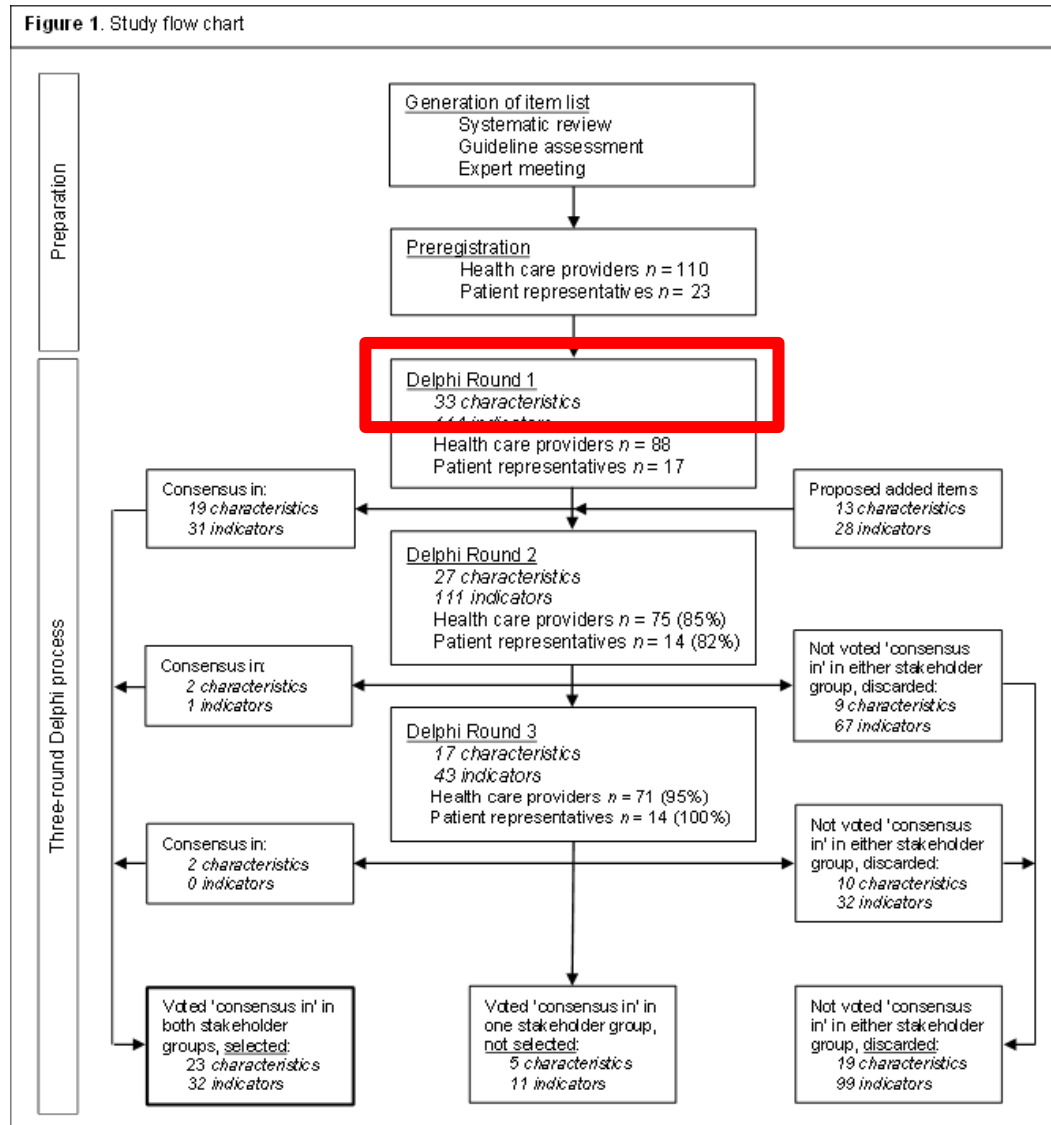 Figure 1. Study flow chart
Preparation
Generation of item list
Systematic review
Guideline assessment
Expert meeting
Preregistration
Health care providers n = 110
Patient representatives n = 23
Three-round Delphi process
Delphi Round 1
33 characteristics
indicators
Health care providers n = 88
Patient representatives n = 17
Consensus in:
19 characteristics
31 indicators
Proposed added items
13 characteristics
28 indicators
Delphi Round 2
27 characteristics
111 indicators
Health care providers n = 75 (85%)
Patient representatives n = 14 (82%)
Consensus in:
2 characteristics
1 indicators
Not voted 'consensus
in' in either stakeholder
group, discarded:
9 characteristics
67 indicators
Delphi Round 3
17 characteristics
43 indicators
Health care providers n = 71 (95%)
Patient representatives n = 14 (100%)
Consensus in:
2 characteristics
0 indicators
Not voted 'consensus
in' in either stakeholder
group, discarded:
10 characteristics
32 indicators
Voted 'consensus in' in
both stakeholder
groups, selected:
23 characteristics
32 indicators
Voted 'consensus in' in
one stakeholder group,
not selected:
5 characteristics
11 indicators
Not voted 'consensus
in' in either stakeholder
group, discarded:
19 characteristics
99 indicators